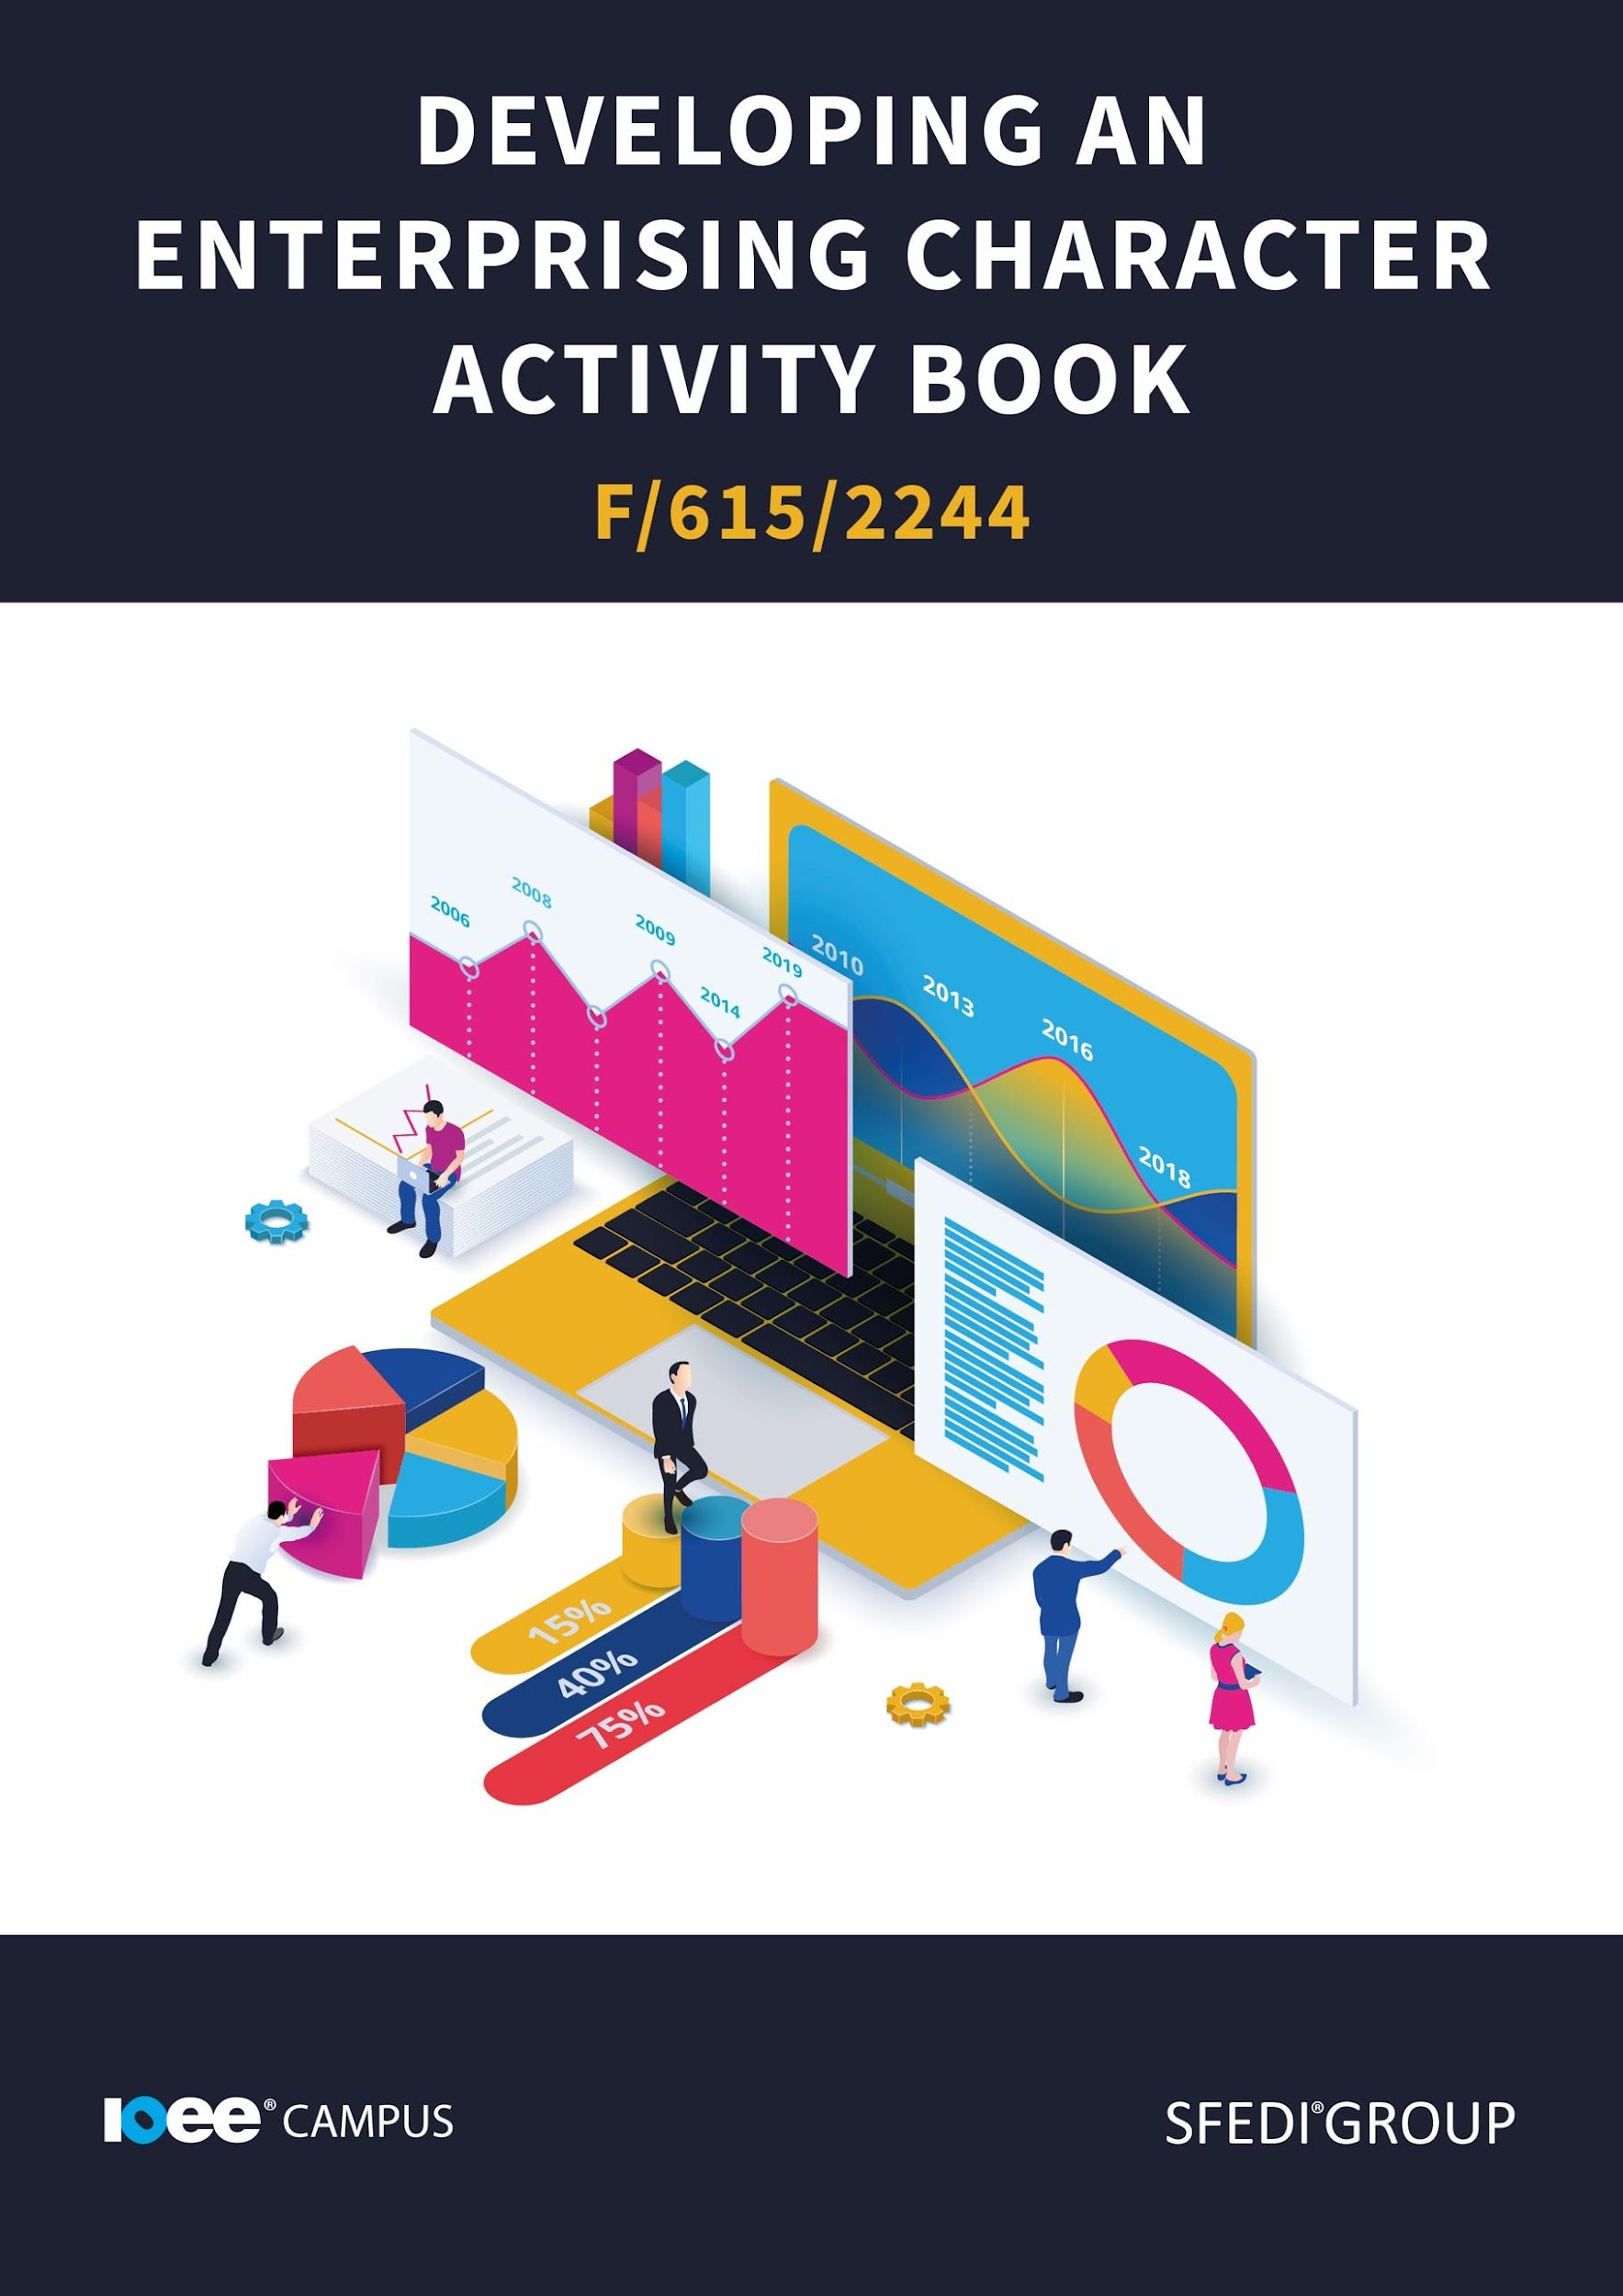 DEVELOPING AN
ENTERPRISING CHARACTER
ACTIVITY BOOK
F/615/2244
2006
2008
2009
2014
2019
2010
2013
2016
2018
15%
40%
75%
IOEE® CAMPUS
SFEDI®GROUP